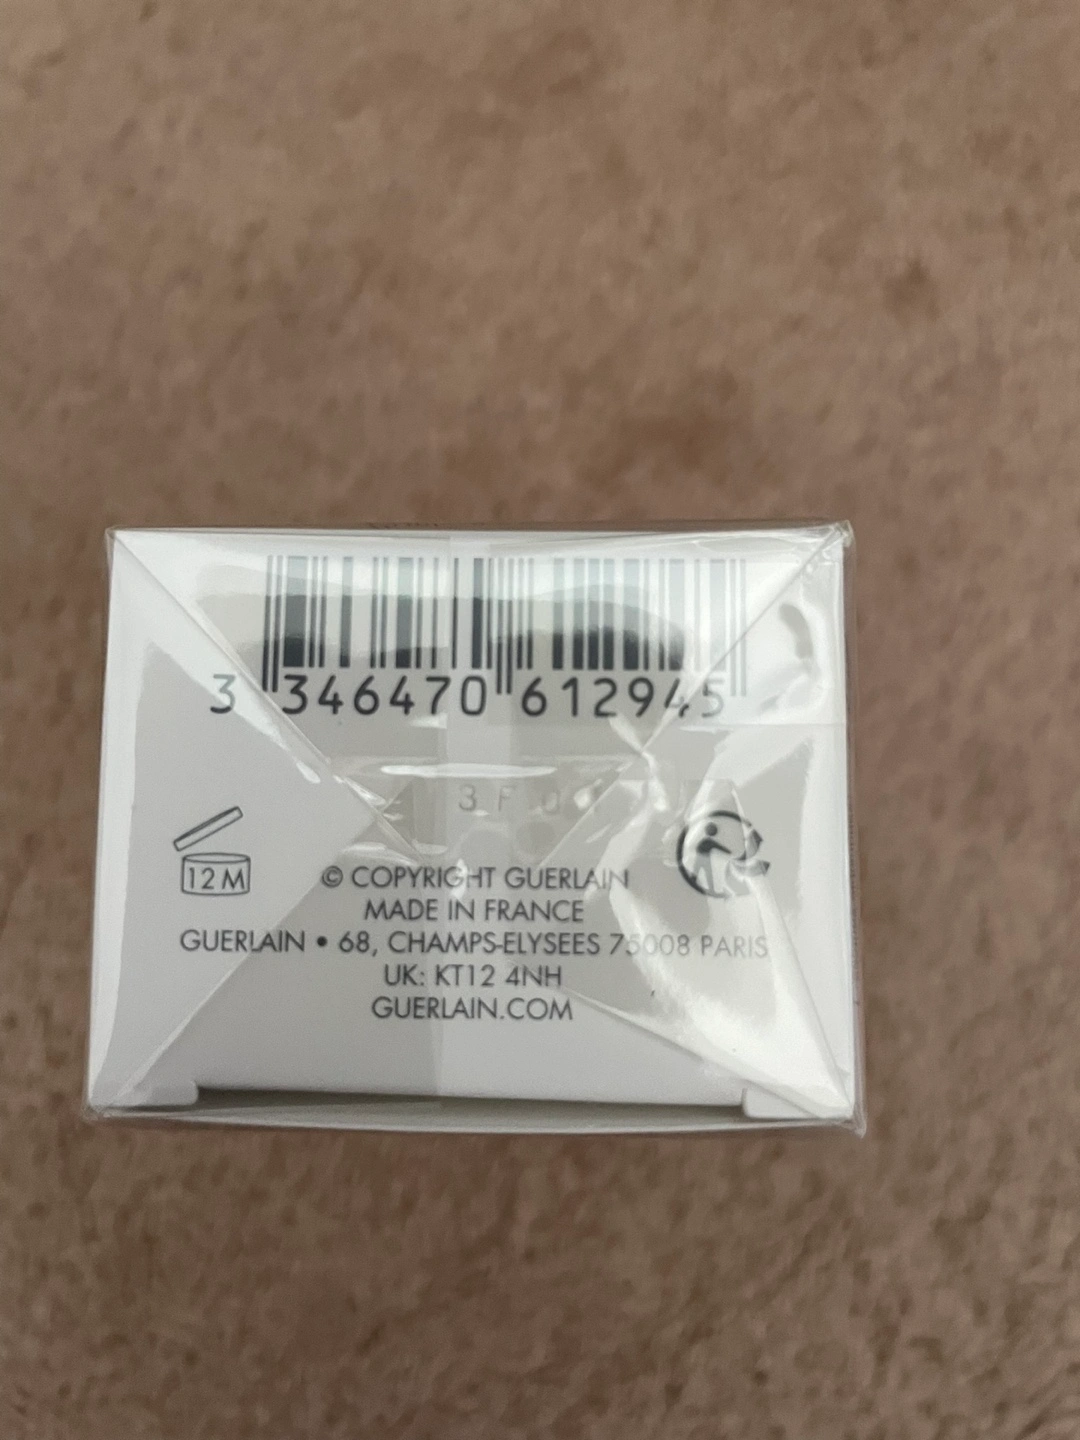 3 346470 612945
3F0
12M
© COPYRIGHT GUERLAIN
MADE IN FRANCE
GUERLAIN • 68, CHAMPS-ELYSEES 75008 PARIS
UK: KT12 4NH
GUERLAIN.COM